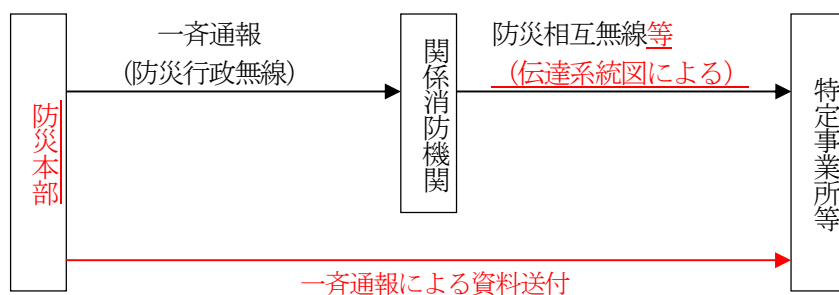 防災本部
一斉通報
(防災行政無線)
関係消防機関
防災相互無線等
（伝達系統図による）
特定事業所等
一斉通報による資料送付